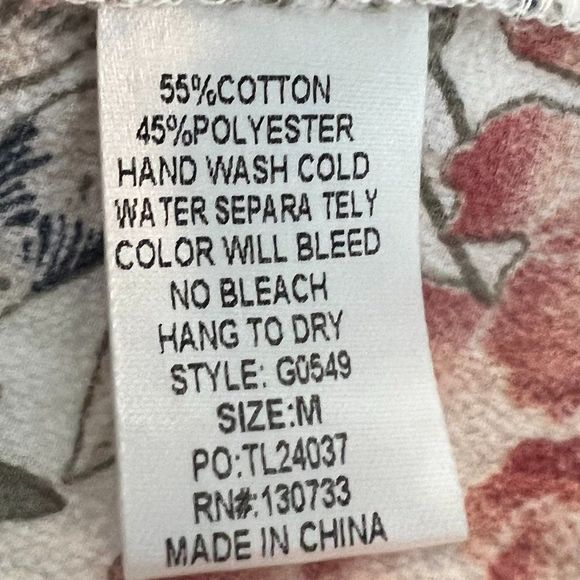 55%COTTON
45%POLYESTER
HAND WASH COLD
WATER SEPARA TELY
COLOR WILL BLEED
NO BLEACH
HANG TO DRY
STYLE: G0549
SIZE:M
PO:TL24037
RN#:130733
MADE IN CHINA